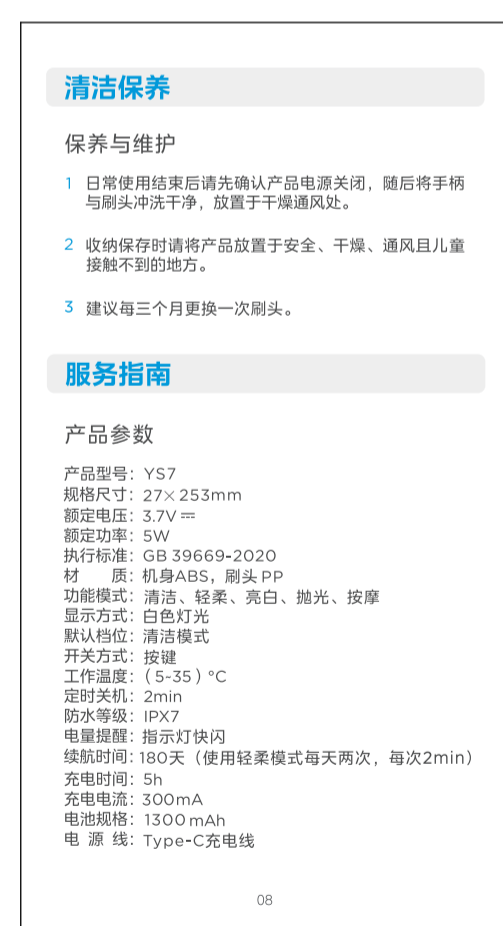 清洁保养
保养与维护
1 日常使用结束后请先确认产品电源关闭，随后将手柄
与刷头冲洗干净，放置于干燥通风处。
2 收纳保存时请将产品放置于安全、干燥、通风且儿童
接触不到的地方。
3 建议每三个月更换一次刷头。
服务指南
产品参数
产品型号：YS7
规格尺寸：27×253mm
额定电压：3.7V⎓
额定功率：5W
执行标准：GB 39669-2020
材 质：机身ABS，刷头 PP
功能模式：清洁、轻柔、亮白、抛光、按摩
显示方式：白色灯光
默认档位：清洁模式
开关方式：按键
工作温度：（5~35）°C
定时关机：2min
防水等级：IPX7
电量提醒：指示灯快闪
续航时间：180天（使用轻柔模式每天两次，每次2min）
充电时间：5h
充电电流：300mA
电池规格：1300mAh
电 源 线：Type-C充电线
08